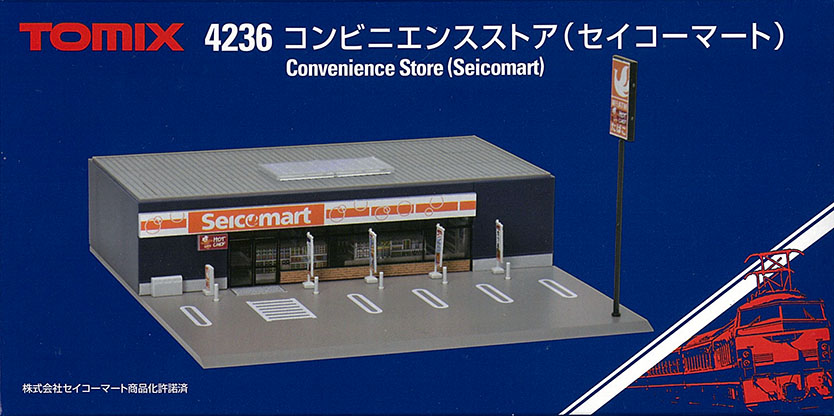 TOMIX 4236 コンビニエンスストア（セイコーマート）
Convenience Store (Seicomart)
Seicomart
HOT
CHEF
株式会社セイコーマート商品化許諾済